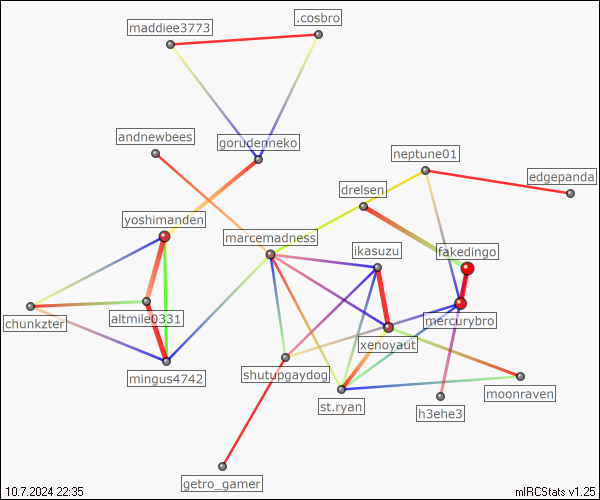 .cosbro
maddiee3773
andnewbees
gorudenneko
neptune01
edgepanda
drelsen
yoshimanden
marcemadness
ikasuzu
fakedingo
chunkzter
altmile0331
mercurybro
xenoyaut
mingus4742
shutupgaydog
moonraven
st.ryan
h3ehe3
getro_gamer
10.7.2024 22:35
mIRCStats v1.25